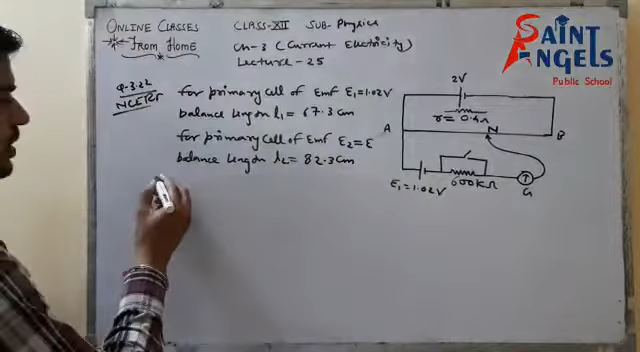 ONLINE CLASSES
From Home
CLASS-XII SUB- Physics
Ch-3 (Current Electricity)
Lecture - 25
SAINT ANGELS
Public School
Q-3.22
NCERT
for primary cell of Emf E1=1.02V
balance length l1 = 67.3 cm
for primary cell of Emf E2=E
balance length l2= 82.3cm
2V
r = 0.4Ω
A
N
B
E1=1.02V
600KΩ
G